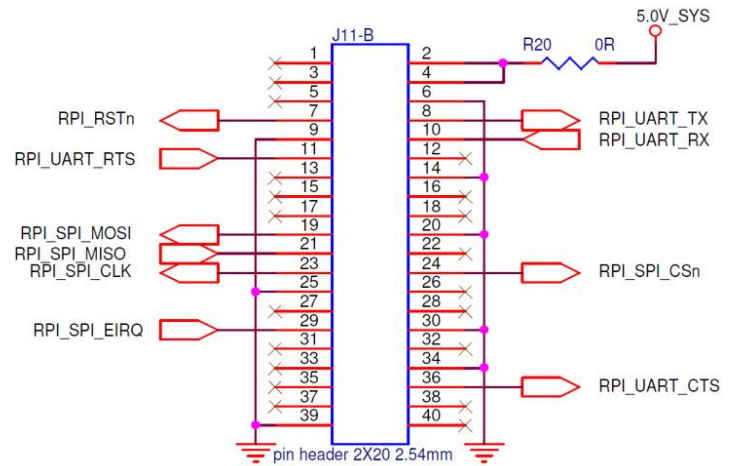 5.0V_SYS
J11-B
R20 0R
1 2
3 4
5 6
RPI_RSTn 7 8 RPI_UART_TX
9 10 RPI_UART_RX
RPI_UART_RTS 11 12
13 14
15 16
17 18
RPI_SPI_MOSI 19 20
RPI_SPI_MISO 21 22
RPI_SPI_CLK 23 24 RPI_SPI_CSn
25 26
27 28
RPI_SPI_EIRQ 29 30
31 32
33 34
35 36 RPI_UART_CTS
37 38
39 40
pin header 2X20 2.54mm